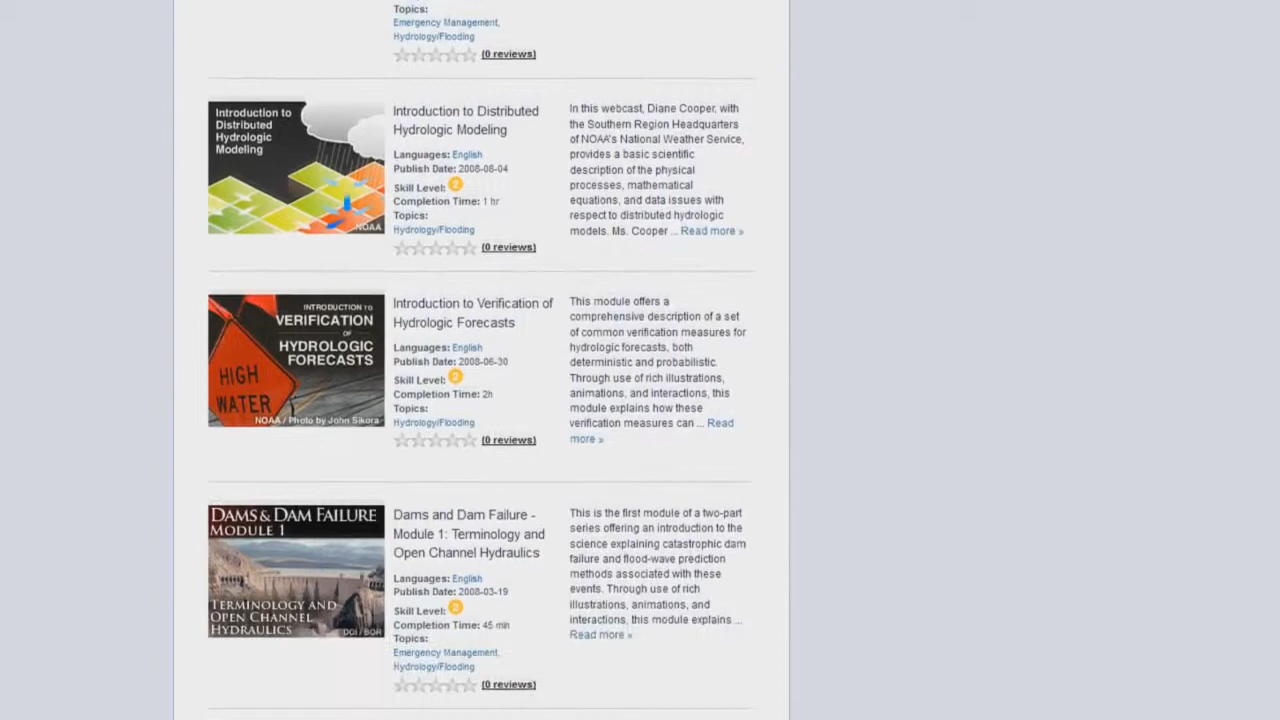 Topics:
Emergency Management,
Hydrology/Flooding
(0 reviews)
Introduction to
Distributed
Hydrologic
Modeling
NOAA
Introduction to Distributed
Hydrologic Modeling
Languages: English
Publish Date: 2008-08-04
Skill Level: 2
Completion Time: 1 hr
Topics:
Hydrology/Flooding
(0 reviews)
In this webcast, Diane Cooper, with
the Southern Region Headquarters
of NOAA's National Weather Service,
provides a basic scientific
description of the physical
processes, mathematical
equations, and data issues with
respect to distributed hydrologic
models. Ms. Cooper ... Read more »
INTRODUCTION TO
VERIFICATION
OF
HYDROLOGIC
FORECASTS
HIGH
WATER
NOAA / Photo by John Sikora
Introduction to Verification of
Hydrologic Forecasts
Languages: English
Publish Date: 2008-06-30
Skill Level: 2
Completion Time: 2h
Topics:
Hydrology/Flooding
(0 reviews)
This module offers a
comprehensive description of a set
of common verification measures for
hydrologic forecasts, both
deterministic and probabilistic.
Through use of rich illustrations,
animations, and interactions, this
module explains how these
verification measures can ... Read
more »
DAMS & DAM FAILURE
MODULE 1
TERMINOLOGY AND
OPEN CHANNEL
HYDRAULICS
DOI / BOR
Dams and Dam Failure -
Module 1: Terminology and
Open Channel Hydraulics
Languages: English
Publish Date: 2008-03-19
Skill Level: 2
Completion Time: 45 min
Topics:
Emergency Management,
Hydrology/Flooding
(0 reviews)
This is the first module of a two-part
series offering an introduction to the
science explaining catastrophic dam
failure and flood-wave prediction
methods associated with these
events. Through use of rich
illustrations, animations, and
interactions, this module explains ...
Read more »